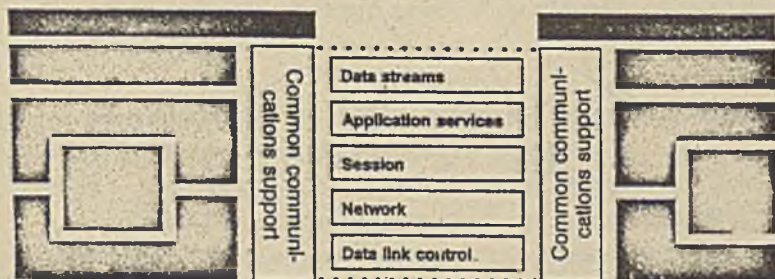 Common communi-
cations support
Data streams
Application services
Session
Network
Data link control
Common communi-
cations support